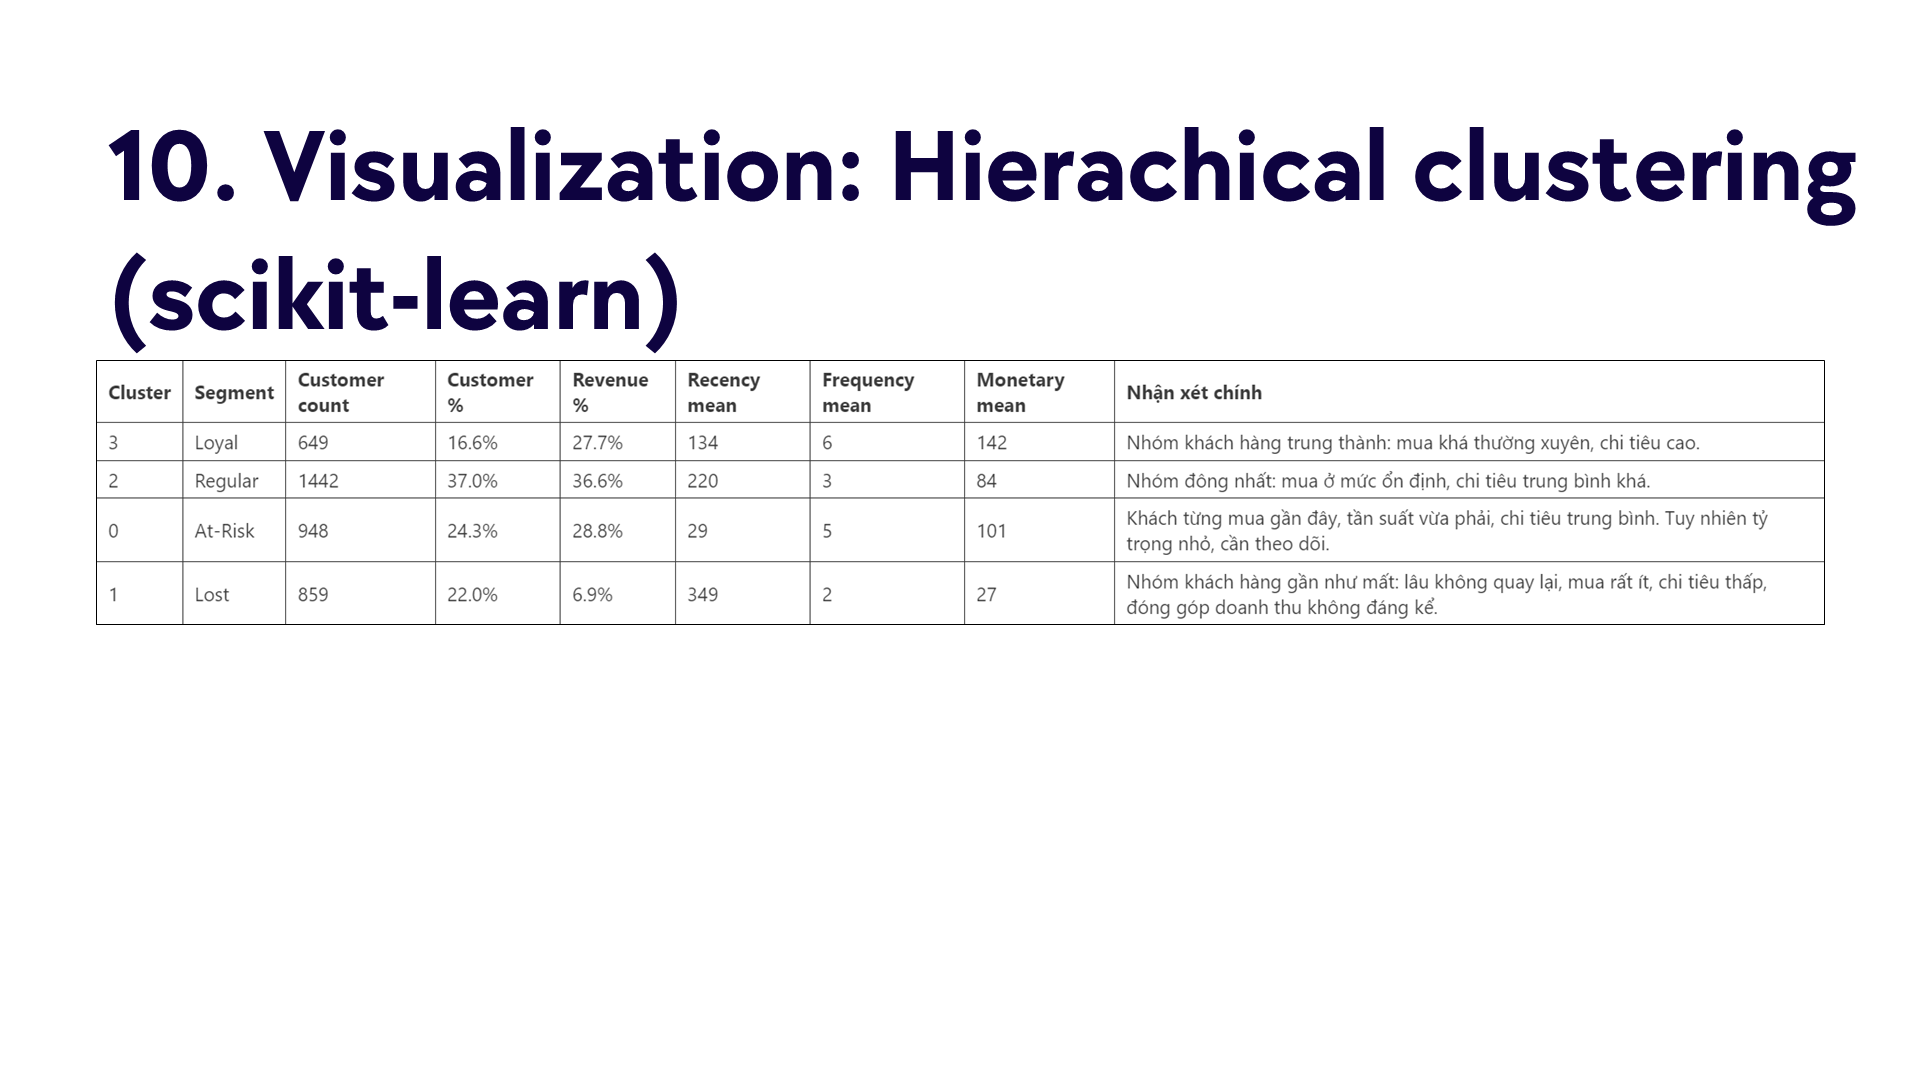 10. Visualization: Hierachical clustering
(scikit-learn)
Cluster Segment Customer count Customer % Revenue % Recency mean Frequency mean Monetary mean Nhận xét chính
3 Loyal 649 16.6% 27.7% 134 6 142 Nhóm khách hàng trung thành: mua khá thường xuyên, chi tiêu cao.
2 Regular 1442 37.0% 36.6% 220 3 84 Nhóm đông nhất: mua ở mức ổn định, chi tiêu trung bình khá.
0 At-Risk 948 24.3% 28.8% 29 5 101 Khách từng mua gần đây, tần suất vừa phải, chi tiêu trung bình. Tuy nhiên tỷ
trọng nhỏ, cần theo dõi.
1 Lost 859 22.0% 6.9% 349 2 27 Nhóm khách hàng gần như mất: lâu không quay lại, mua rất ít, chi tiêu thấp,
đóng góp doanh thu không đáng kể.